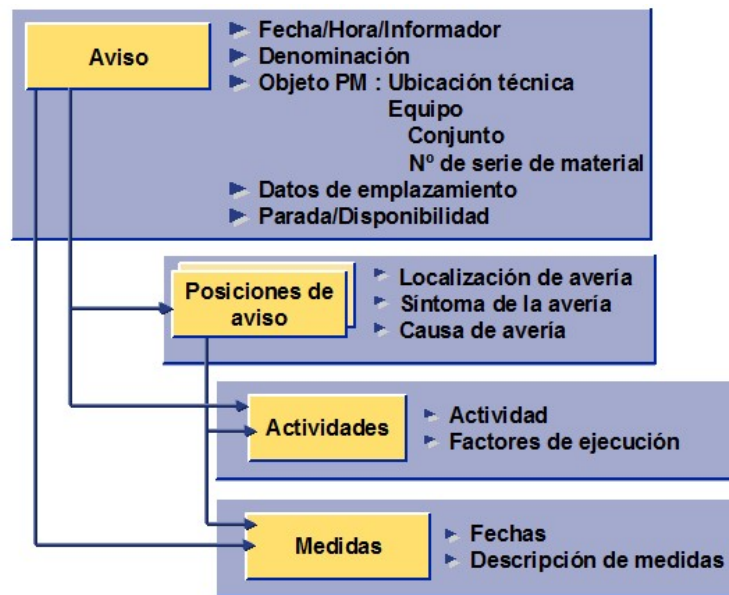 Aviso
Fecha/Hora/Informador
Denominación
Objeto PM : Ubicación técnica
Equipo
Conjunto
Nº de serie de material
Datos de emplazamiento
Parada/Disponibilidad
Posiciones de
aviso
Localización de avería
Síntoma de la avería
Causa de avería
Actividades
Actividad
Factores de ejecución
Medidas
Fechas
Descripción de medidas